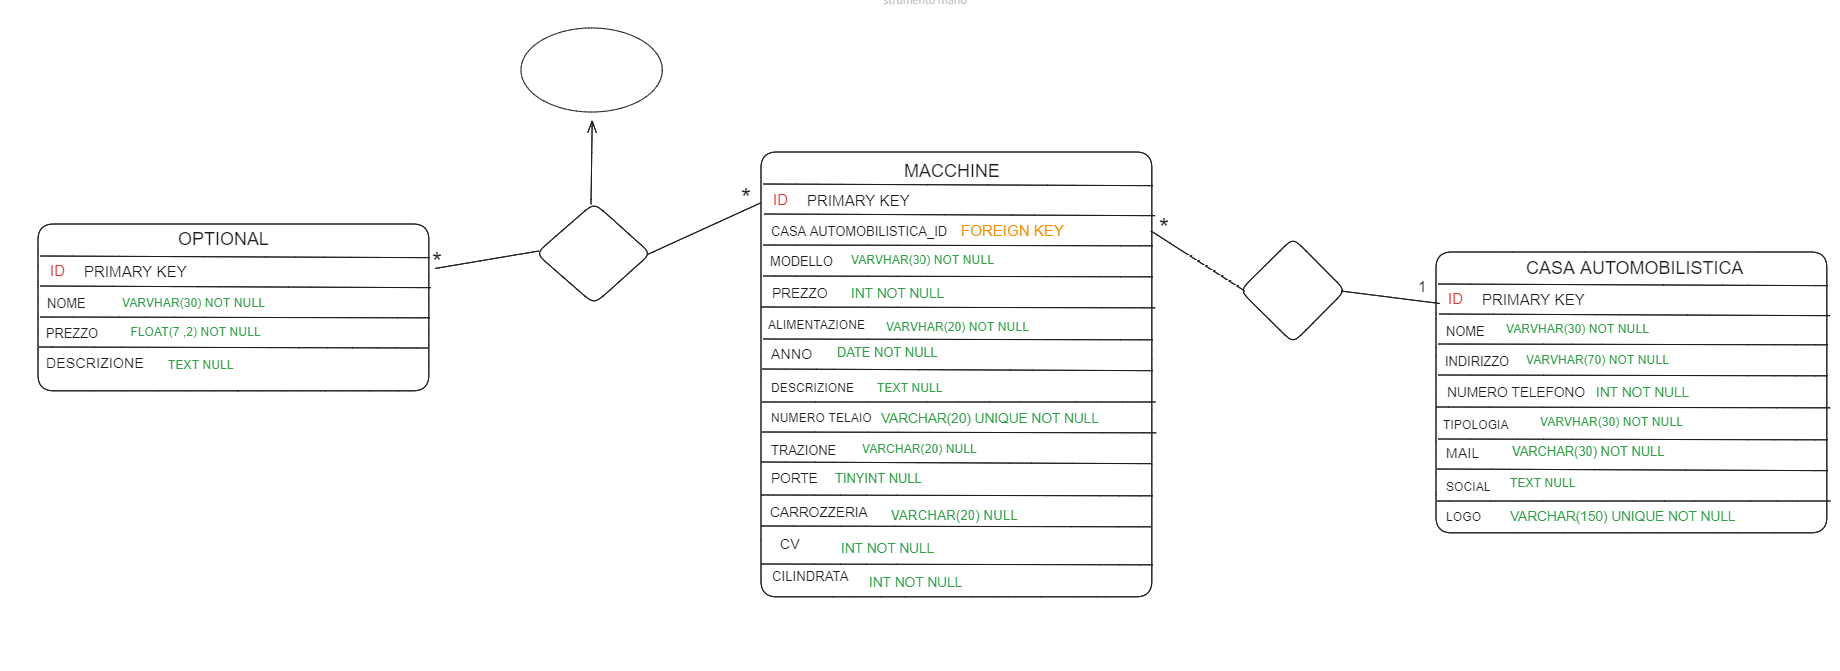 strumento mano
OPTIONAL
ID PRIMARY KEY
NOME VARVHAR(30) NOT NULL
PREZZO FLOAT(7 ,2) NOT NULL
DESCRIZIONE TEXT NULL
*
*
MACCHINE
ID PRIMARY KEY
CASA AUTOMOBILISTICA_ID FOREIGN KEY
MODELLO VARVHAR(30) NOT NULL
PREZZO INT NOT NULL
ALIMENTAZIONE VARVHAR(20) NOT NULL
ANNO DATE NOT NULL
DESCRIZIONE TEXT NULL
NUMERO TELAIO VARCHAR(20) UNIQUE NOT NULL
TRAZIONE VARCHAR(20) NULL
PORTE TINYINT NULL
CARROZZERIA VARCHAR(20) NULL
CV INT NOT NULL
CILINDRATA INT NOT NULL
*
1
CASA AUTOMOBILISTICA
ID PRIMARY KEY
NOME VARVHAR(30) NOT NULL
INDIRIZZO VARVHAR(70) NOT NULL
NUMERO TELEFONO INT NOT NULL
TIPOLOGIA VARVHAR(30) NOT NULL
MAIL VARCHAR(30) NOT NULL
SOCIAL TEXT NULL
LOGO VARCHAR(150) UNIQUE NOT NULL